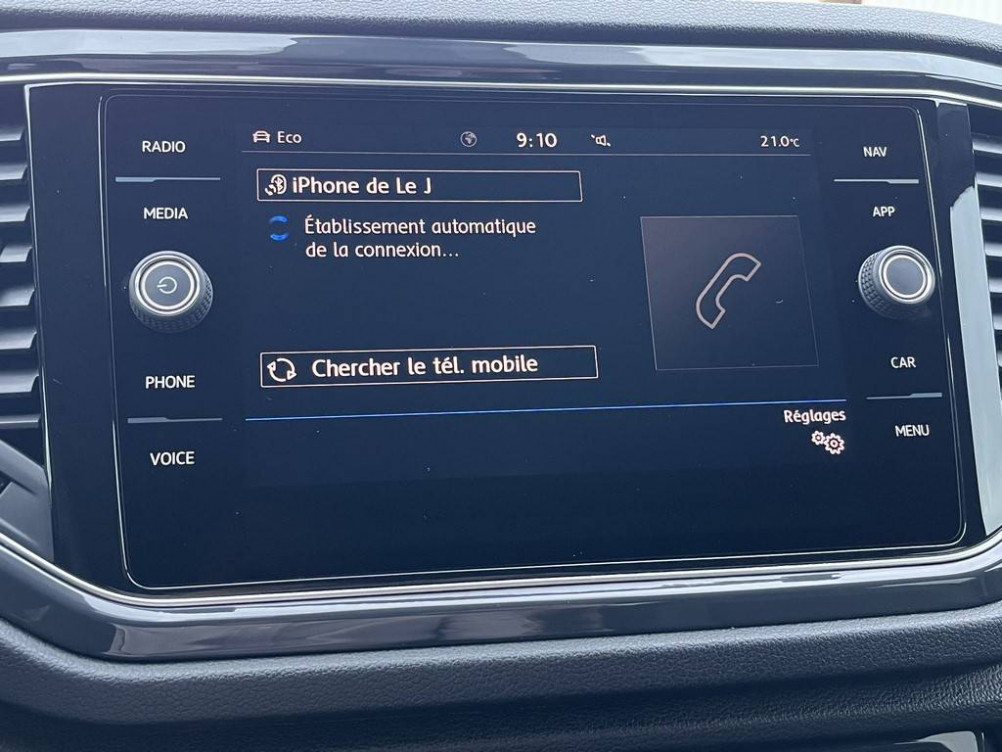 RADIO
MEDIA
PHONE
VOICE
Eco
9:10
21.0°C
iPhone de Le J
Établissement automatique
de la connexion...
Chercher le tél. mobile
Réglages
NAV
APP
CAR
MENU